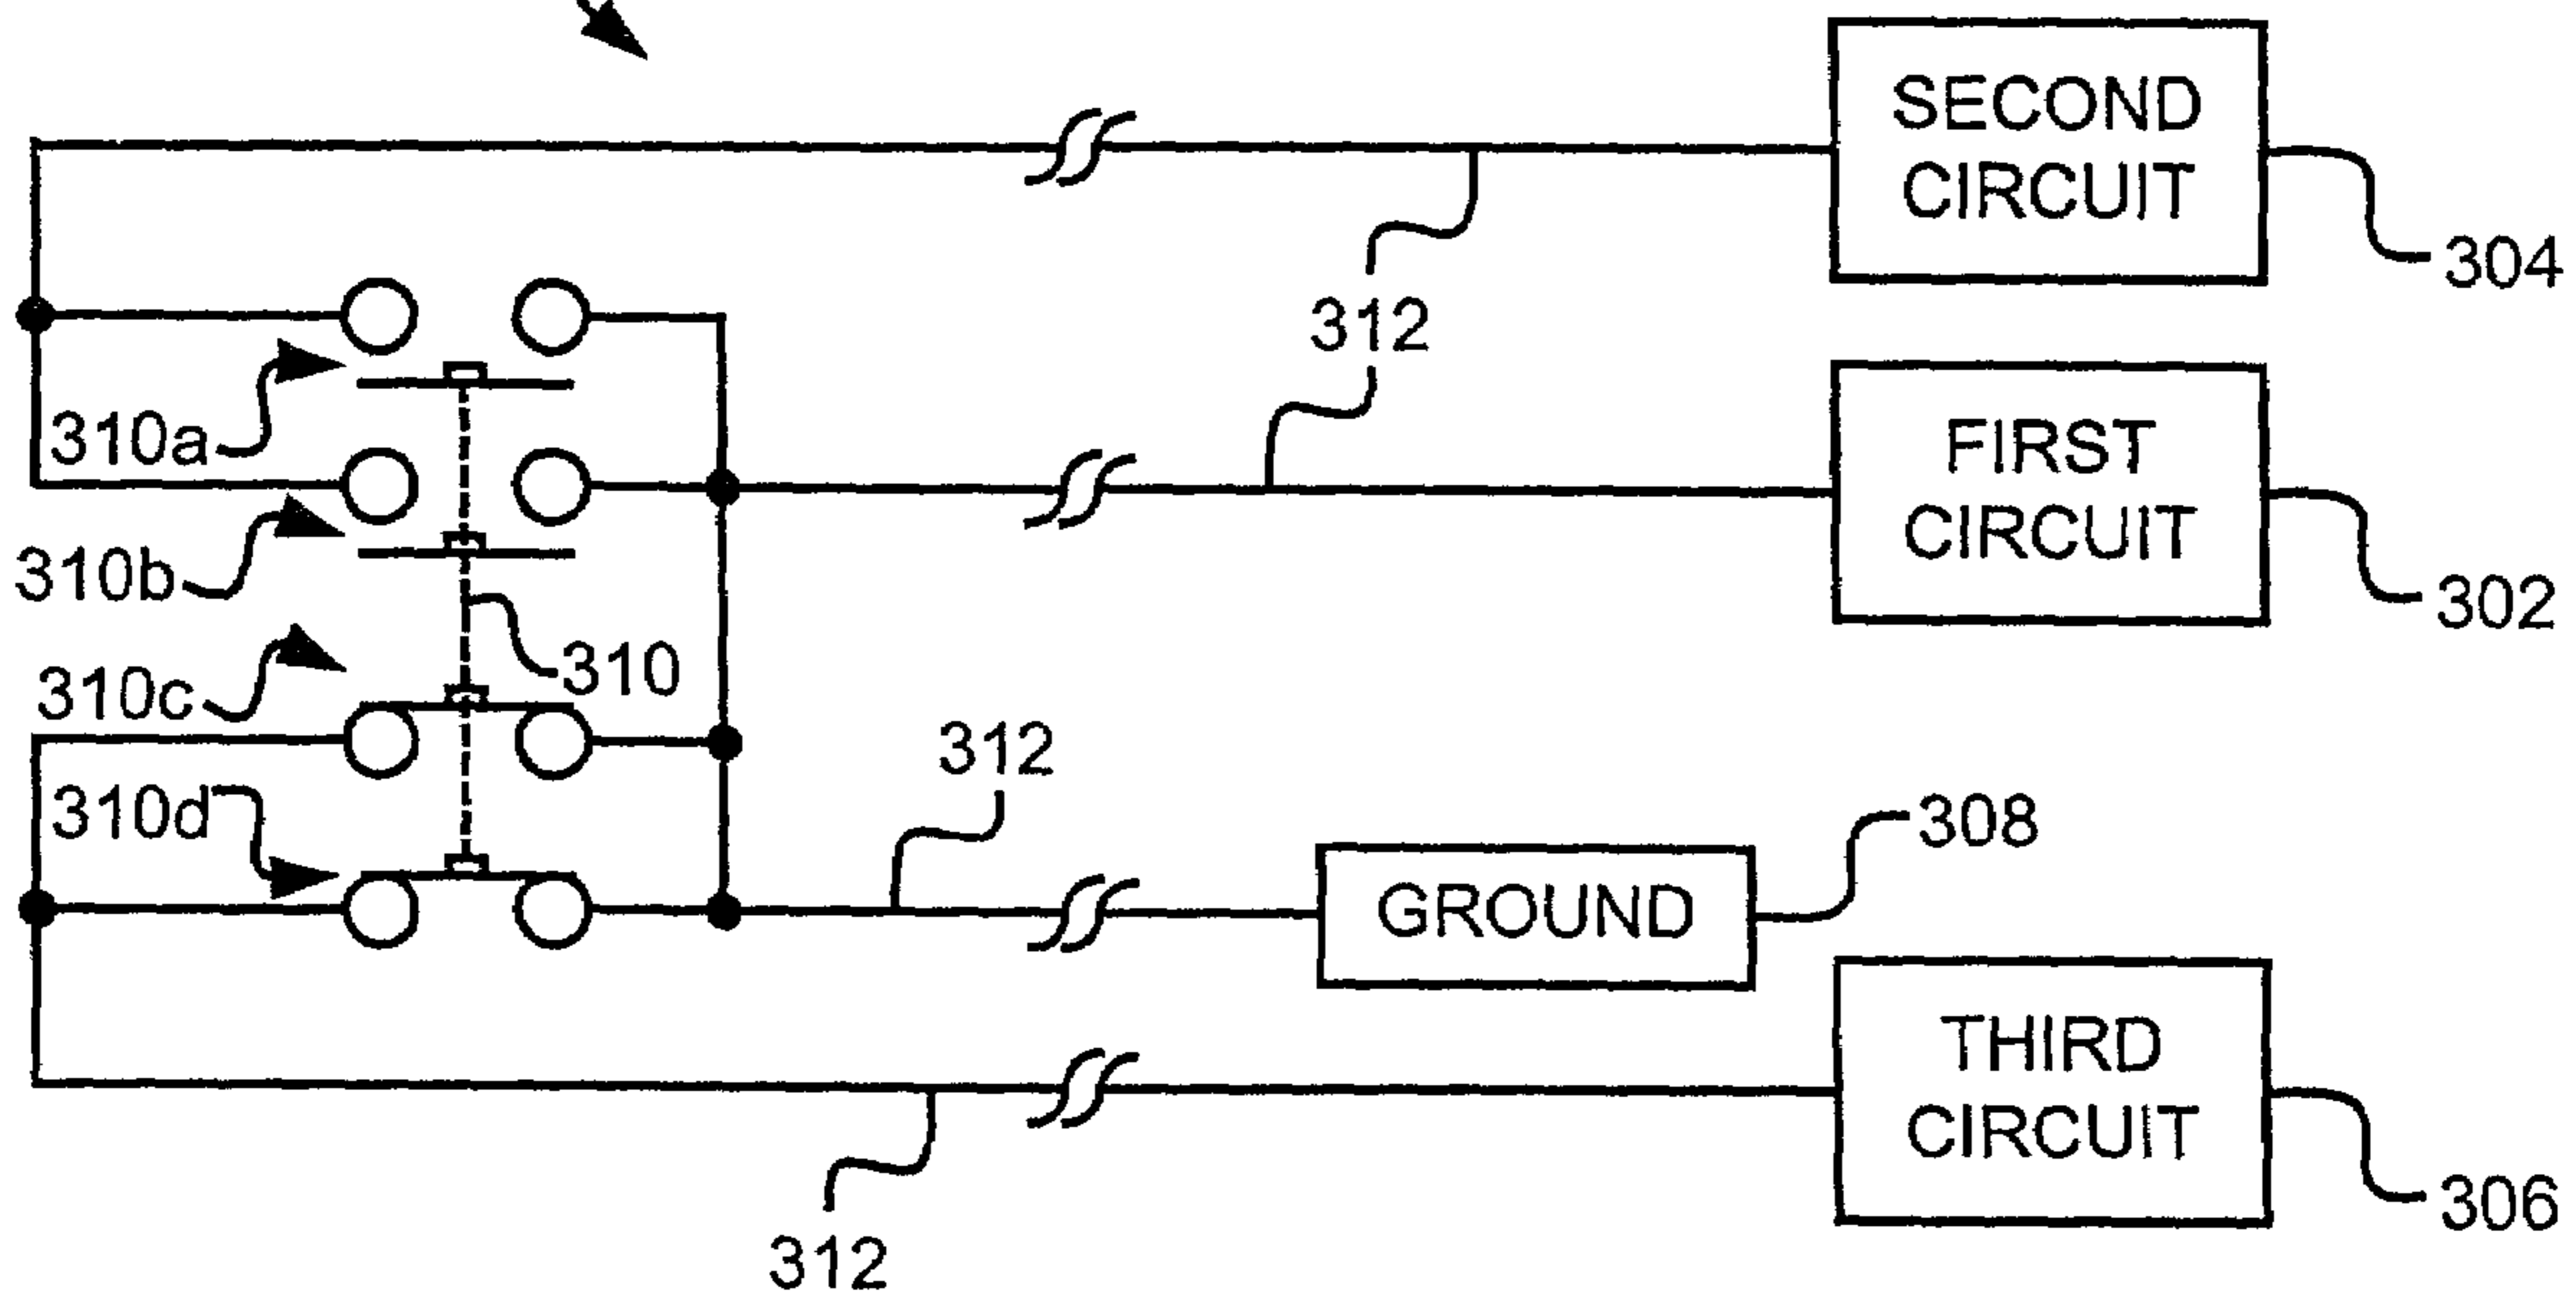 SECOND
CIRCUIT
304
312
310a
FIRST
CIRCUIT
310b
302
310
310c
312
310d
308
GROUND
THIRD
CIRCUIT
306
312